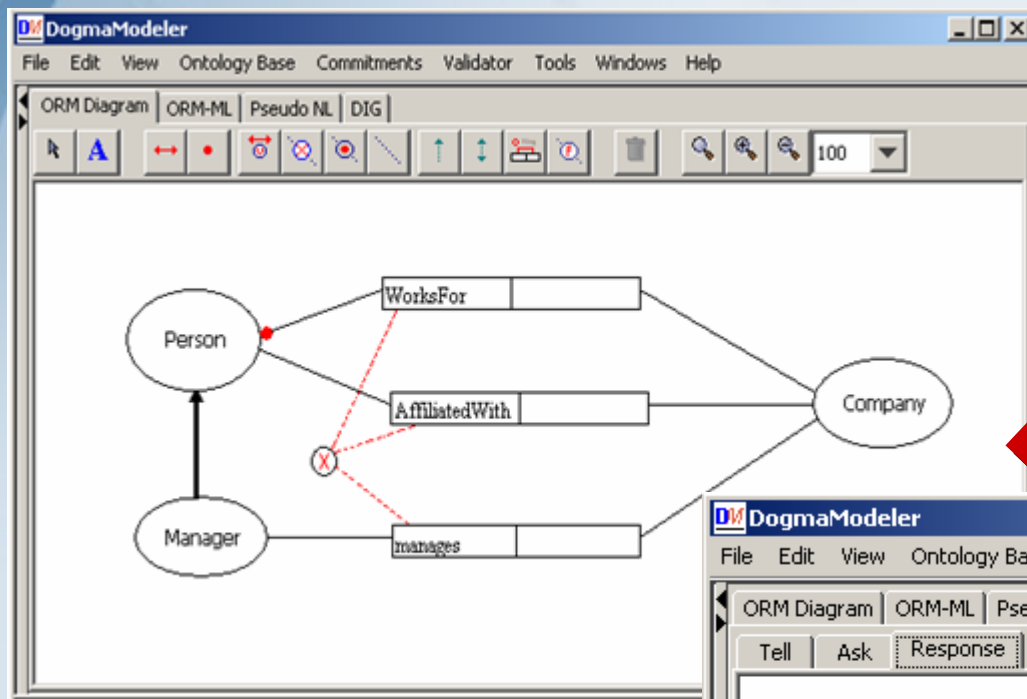 DM DogmaModeler
File Edit View Ontology Base Commitments Validator Tools Windows Help
ORM Diagram ORM-ML Pseudo NL DIG
A 100
WorksFor
Person
AffiliatedWith
Company
X
Manager
manages
DM DogmaModeler
File Edit View Ontology Ba
ORM Diagram ORM-ML Pse
Tell Ask Response